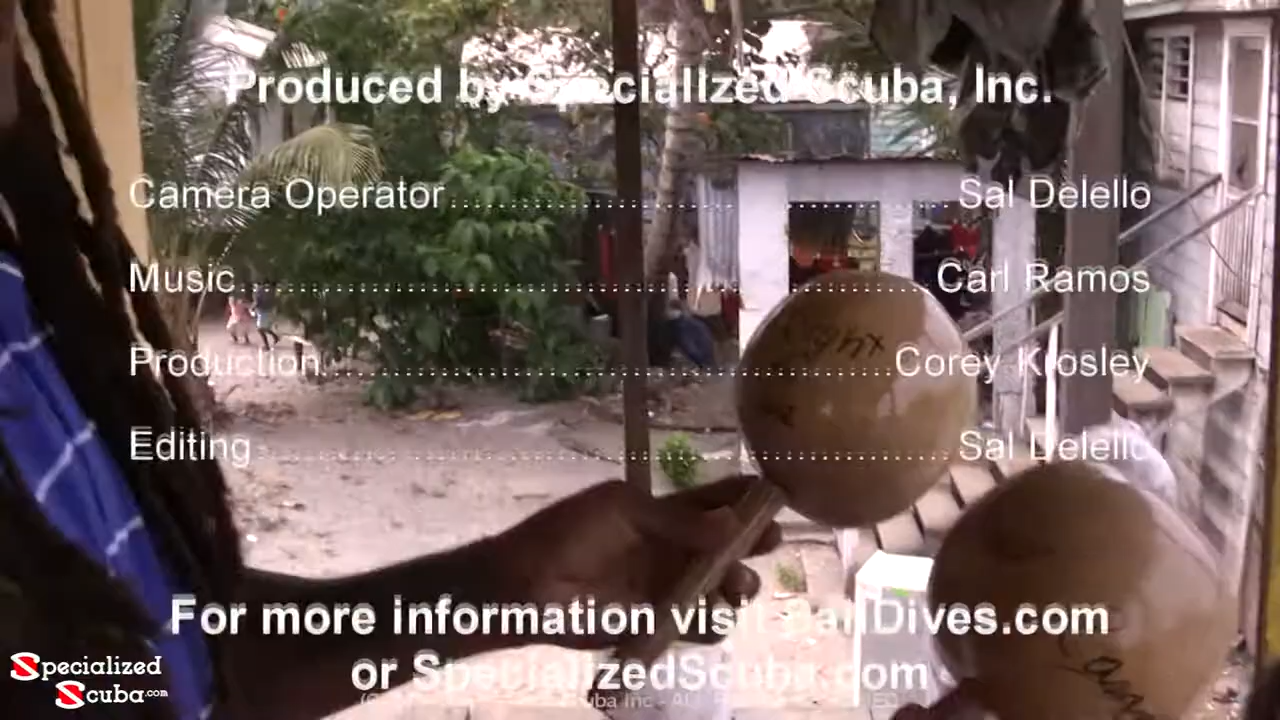 Produced by Specialized Scuba, Inc.
Camera Operator Sal Delello
Music Carl Ramos
Production Corey Krosley
Editing Sal Delello
For more information visit BaliDives.com
or SpecializedScuba.com
Specialized
Scuba.com